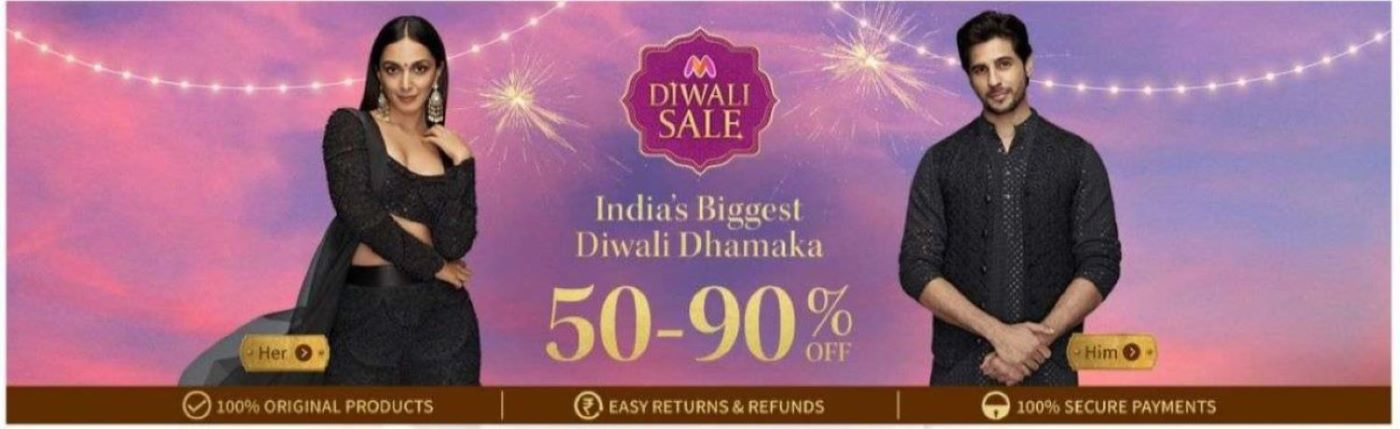 DIWALI
SALE
India's Biggest
Diwali Dhamaka
50-90%
OFF
Her
Him
100% ORIGINAL PRODUCTS
EASY RETURNS & REFUNDS
100% SECURE PAYMENTS